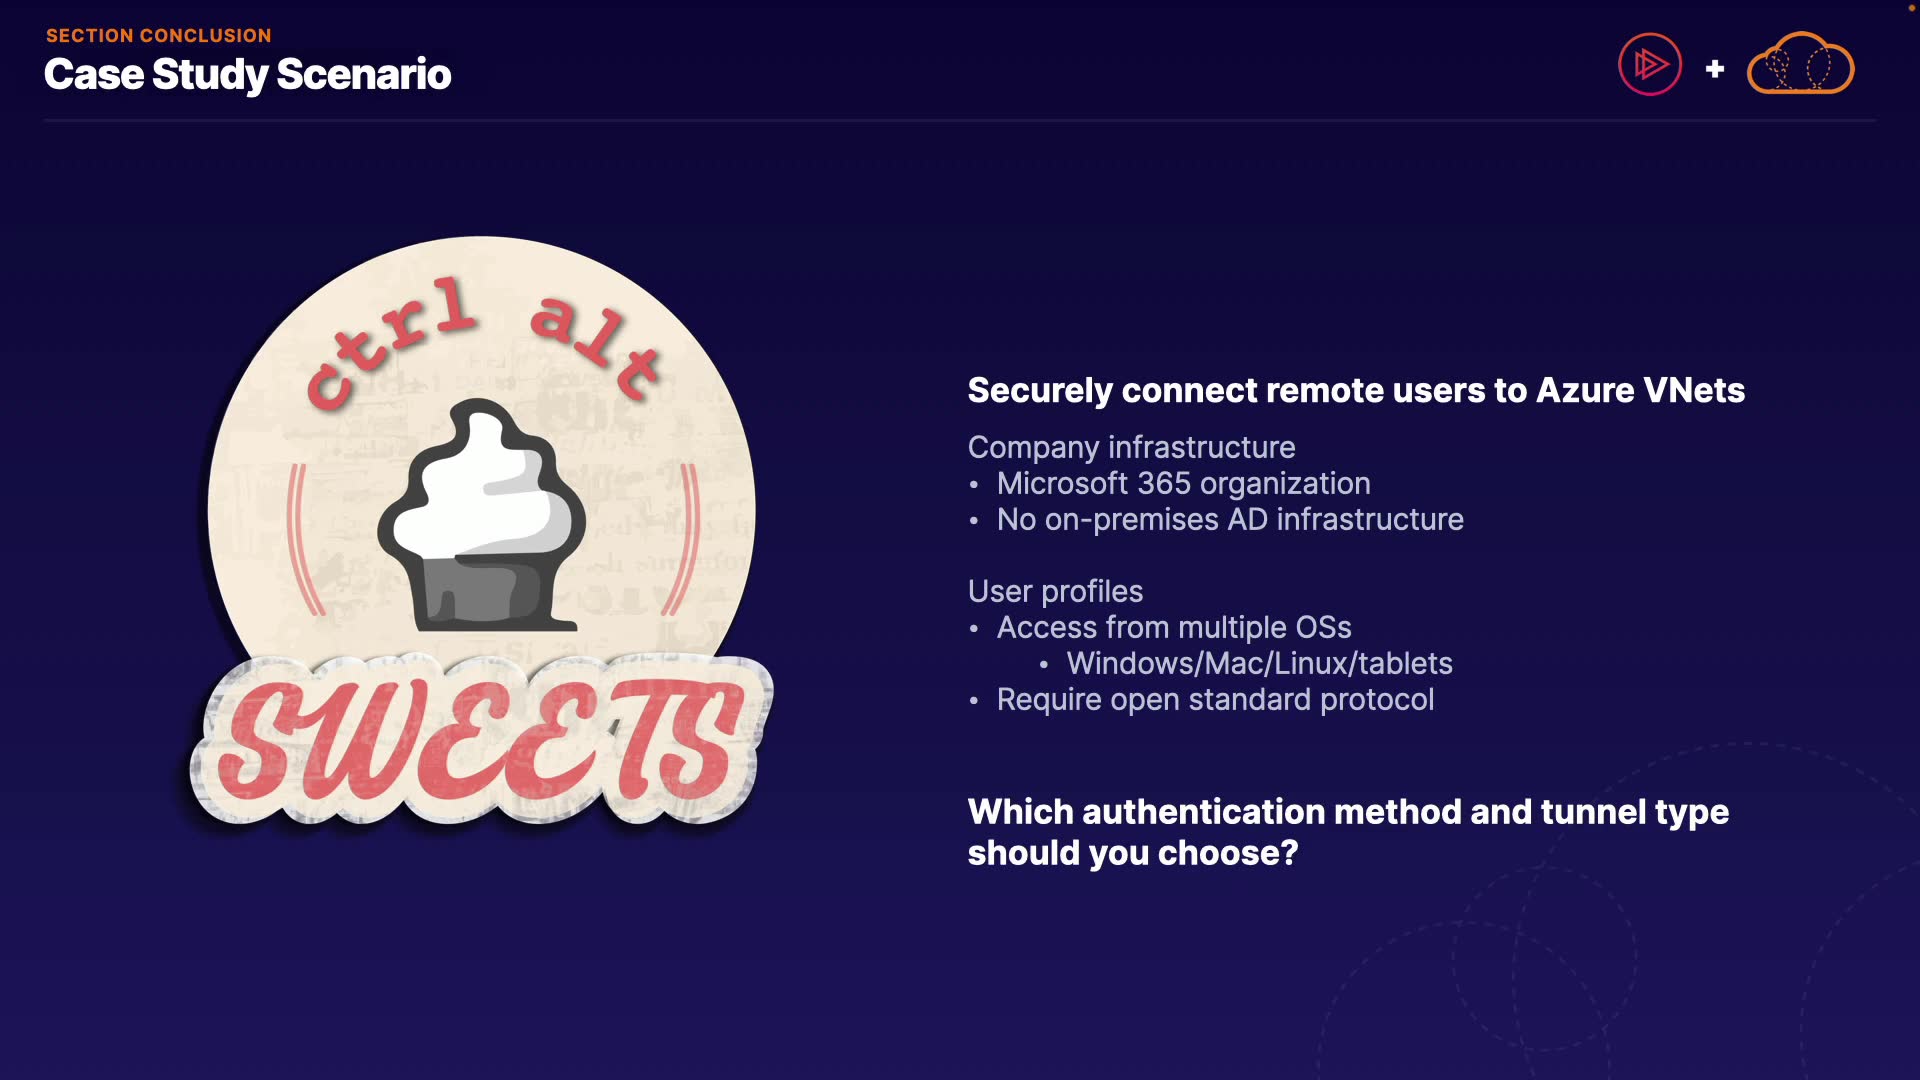 SECTION CONCLUSION
Case Study Scenario
+
ctrl alt
SWEETS
Securely connect remote users to Azure VNets
Company infrastructure
• Microsoft 365 organization
• No on-premises AD infrastructure
User profiles
• Access from multiple OSs
• Windows/Mac/Linux/tablets
• Require open standard protocol
Which authentication method and tunnel type
should you choose?